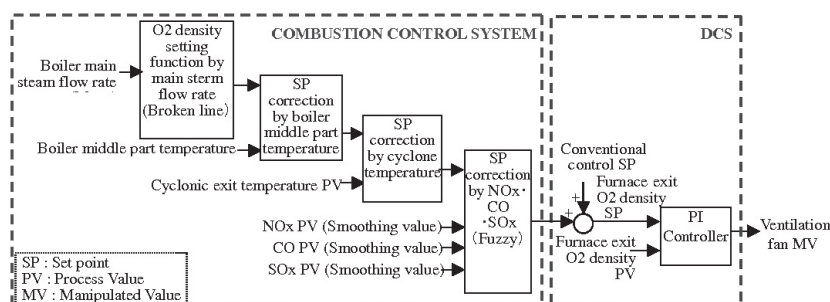 COMBUSTION CONTROL SYSTEM
DCS
O2 density
setting
function by
main sterm
flow rate
(Broken line)
Boiler main
steam flow rate
SP
correction
by boiler
middle part
temperature
Boiler middle part temperature
SP
correction
by cyclone
temperature
Cyclonic exit temperature PV
SP
correction
by NOx・
CO
・SOx
(Fuzzy)
NOx PV (Smoothing value)
CO PV (Smoothing value)
SOx PV (Smoothing value)
Conventional
control SP
Furnace exit
O2 density
SP
+
+
Furnace exit
O2 density
PV
PI
Controller
Ventilation
fan MV
SP : Set point
PV : Process Value
MV : Manipulated Value